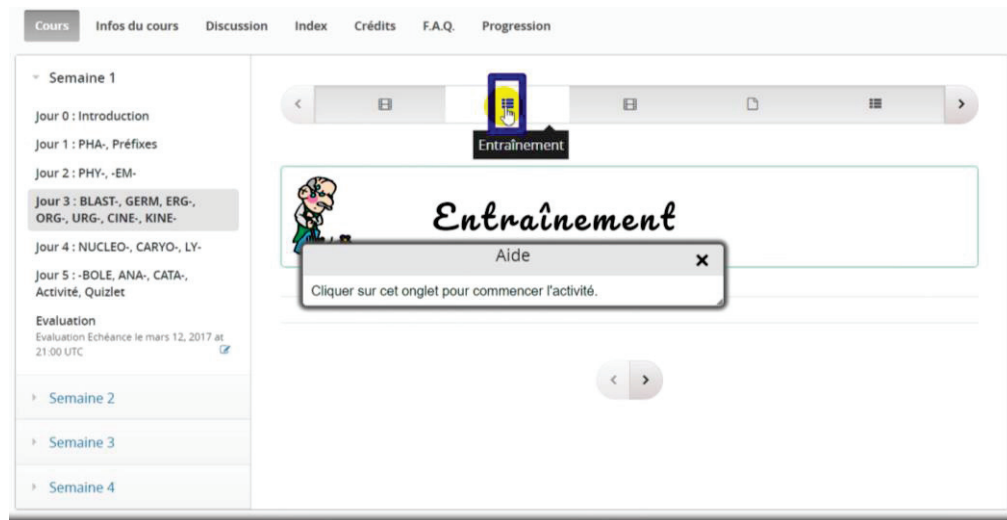 Cours Infos du cours Discussion Index Crédits F.A.Q. Progression
Semaine 1
Jour 0 : Introduction
Jour 1 : PHA-, Préfixes
Jour 2 : PHY-, -EM-
Jour 3 : BLAST-, GERM, ERG-,
ORG-, URG-, CINE-, KINE-
Jour 4 : NUCLEO-, CARYO-, LY-
Jour 5 : -BOLE, ANA-, CATA-,
Activité, Quizlet
Evaluation
Evaluation Echéance le mars 12, 2017 at
21:00 UTC
Semaine 2
Semaine 3
Semaine 4
Entraînement
Entraînement
Aide
Cliquer sur cet onglet pour commencer l'activité.